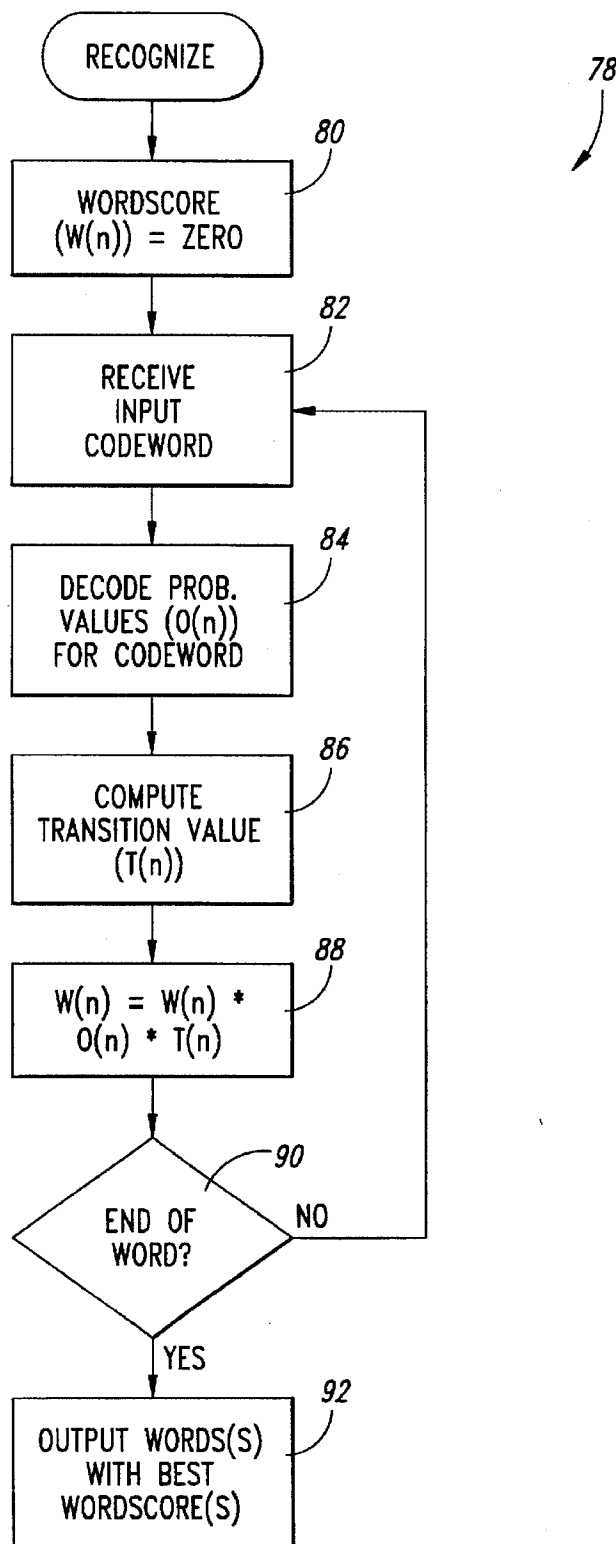 RECOGNIZE
78
80
WORDSCORE
(W(n)) = ZERO
82
RECEIVE
INPUT
CODEWORD
84
DECODE PROB.
VALUES (O(n))
FOR CODEWORD
86
COMPUTE
TRANSITION VALUE
(T(n))
88
W(n) = W(n) *
O(n) * T(n)
90
END OF
WORD?
NO
YES
92
OUTPUT WORDS(S)
WITH BEST
WORDSCORE(S)